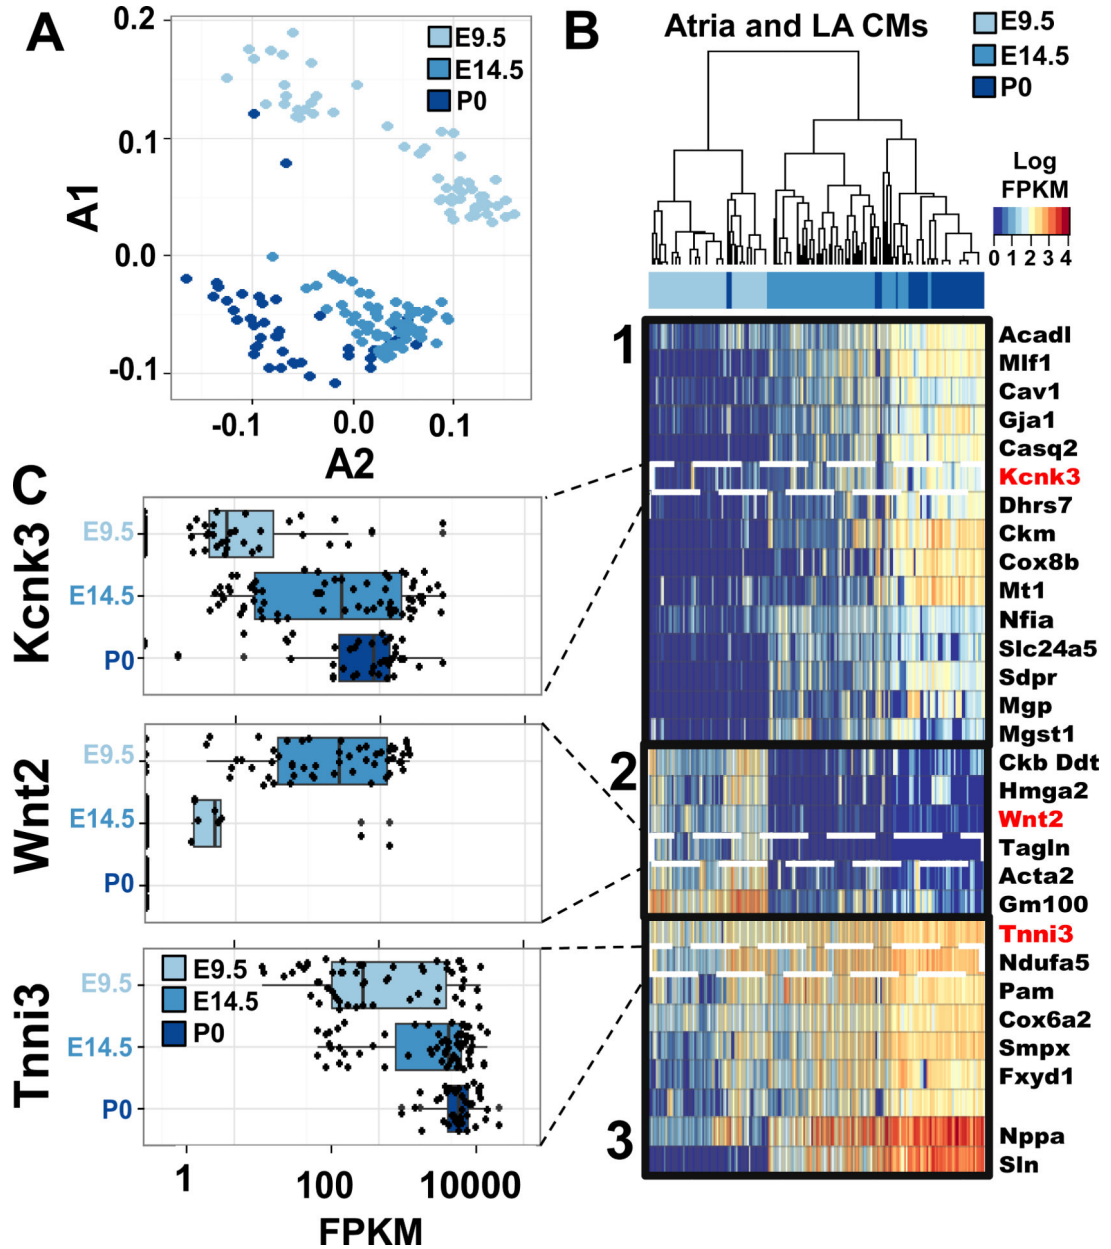 A
0.2
0.1
0.0
-0.1
A1
-0.1 0.0 0.1
A2
E9.5
E14.5
P0
B
Atria and LA CMs
E9.5
E14.5
P0
Log
FPKM
0 1 2 3 4
1
Acadl
Mlf1
Cav1
Gja1
Casq2
Kcnk3
Dhrs7
Ckm
Cox8b
Mt1
Nfia
Slc24a5
Sdpr
Mgp
Mgst1
2
Ckb Ddt
Hmga2
Wnt2
Tagln
Acta2
Gm100
Tnni3
Ndufa5
Pam
Cox6a2
Smpx
Fxyd1
3
Nppa
Sln
C
Kcnk3
E9.5
E14.5
P0
Wnt2
E9.5
E14.5
P0
Tnni3
E9.5
E14.5
P0
E9.5
E14.5
P0
1 100 10000
FPKM